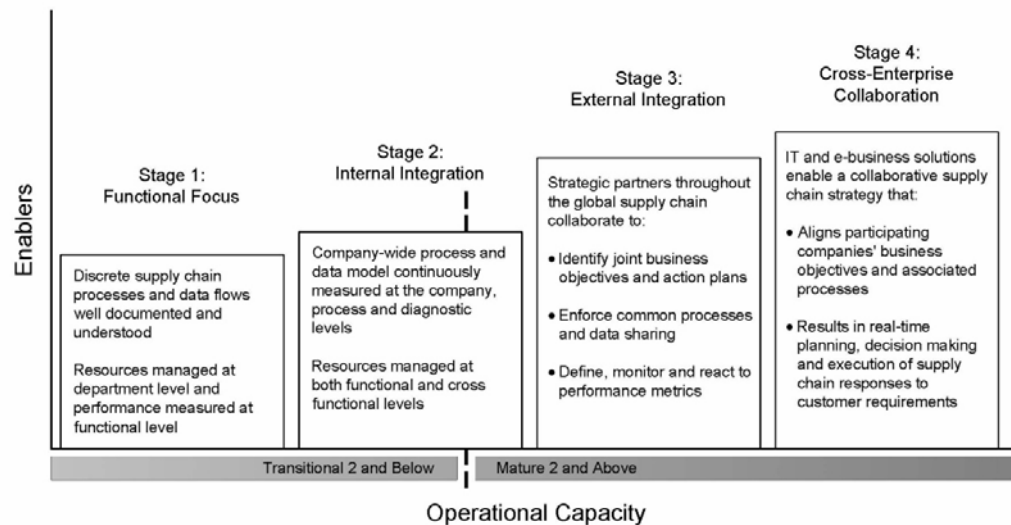 Stage 1:
Functional Focus
Discrete supply chain
processes and data flows
well documented and
understood
Resources managed at
department level and
performance measured at
functional level
Stage 2:
Internal Integration
Company-wide process and
data model continuously
measured at the company,
process and diagnostic
levels
Resources managed at
both functional and cross
functional levels
Stage 3:
External Integration
Strategic partners throughout
the global supply chain
collaborate to:
• Identify joint business
objectives and action plans
• Enforce common processes
and data sharing
• Define, monitor and react to
performance metrics
Stage 4:
Cross-Enterprise
Collaboration
IT and e-business solutions
enable a collaborative supply
chain strategy that:
• Aligns participating
companies' business
objectives and associated
processes
• Results in real-time
planning, decision making
and execution of supply
chain responses to
customer requirements
Enablers
Transitional 2 and Below
Mature 2 and Above
Operational Capacity